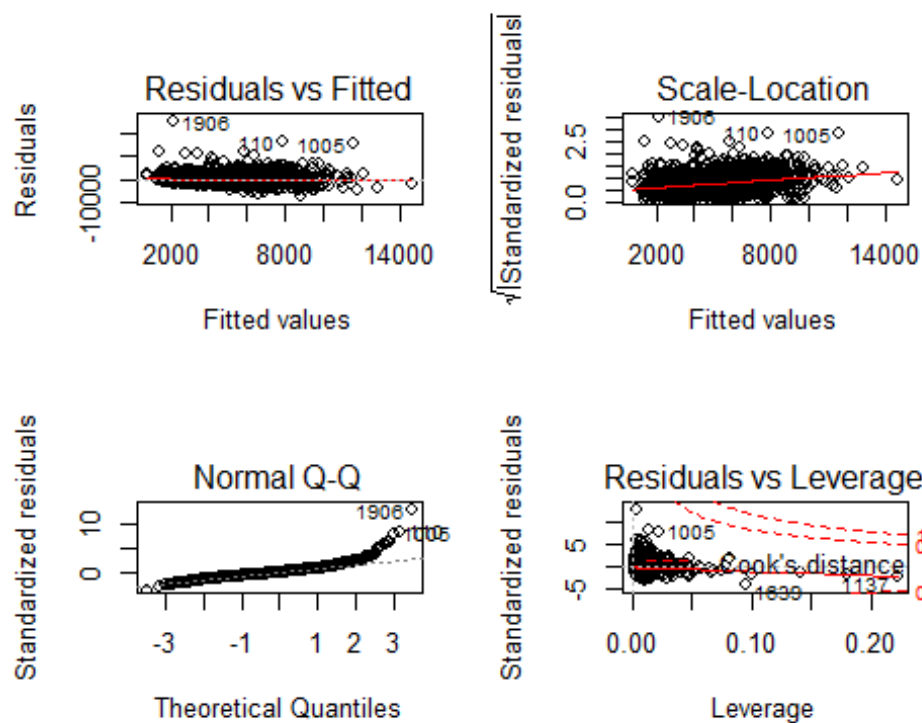 Residuals vs Fitted
Residuals
-10000
1906
110
1005
2000
8000
14000
Fitted values
Scale-Location
√|Standardized residuals|
0.0
2.5
1906
110
1005
2000
8000
14000
Fitted values
Normal Q-Q
Standardized residuals
0
10
1906
1005
-3
-1
1
2
3
Theoretical Quantiles
Residuals vs Leverage
Standardized residuals
-5
5
1005
Cook's distance
1639
1137
0.00
0.10
0.20
Leverage